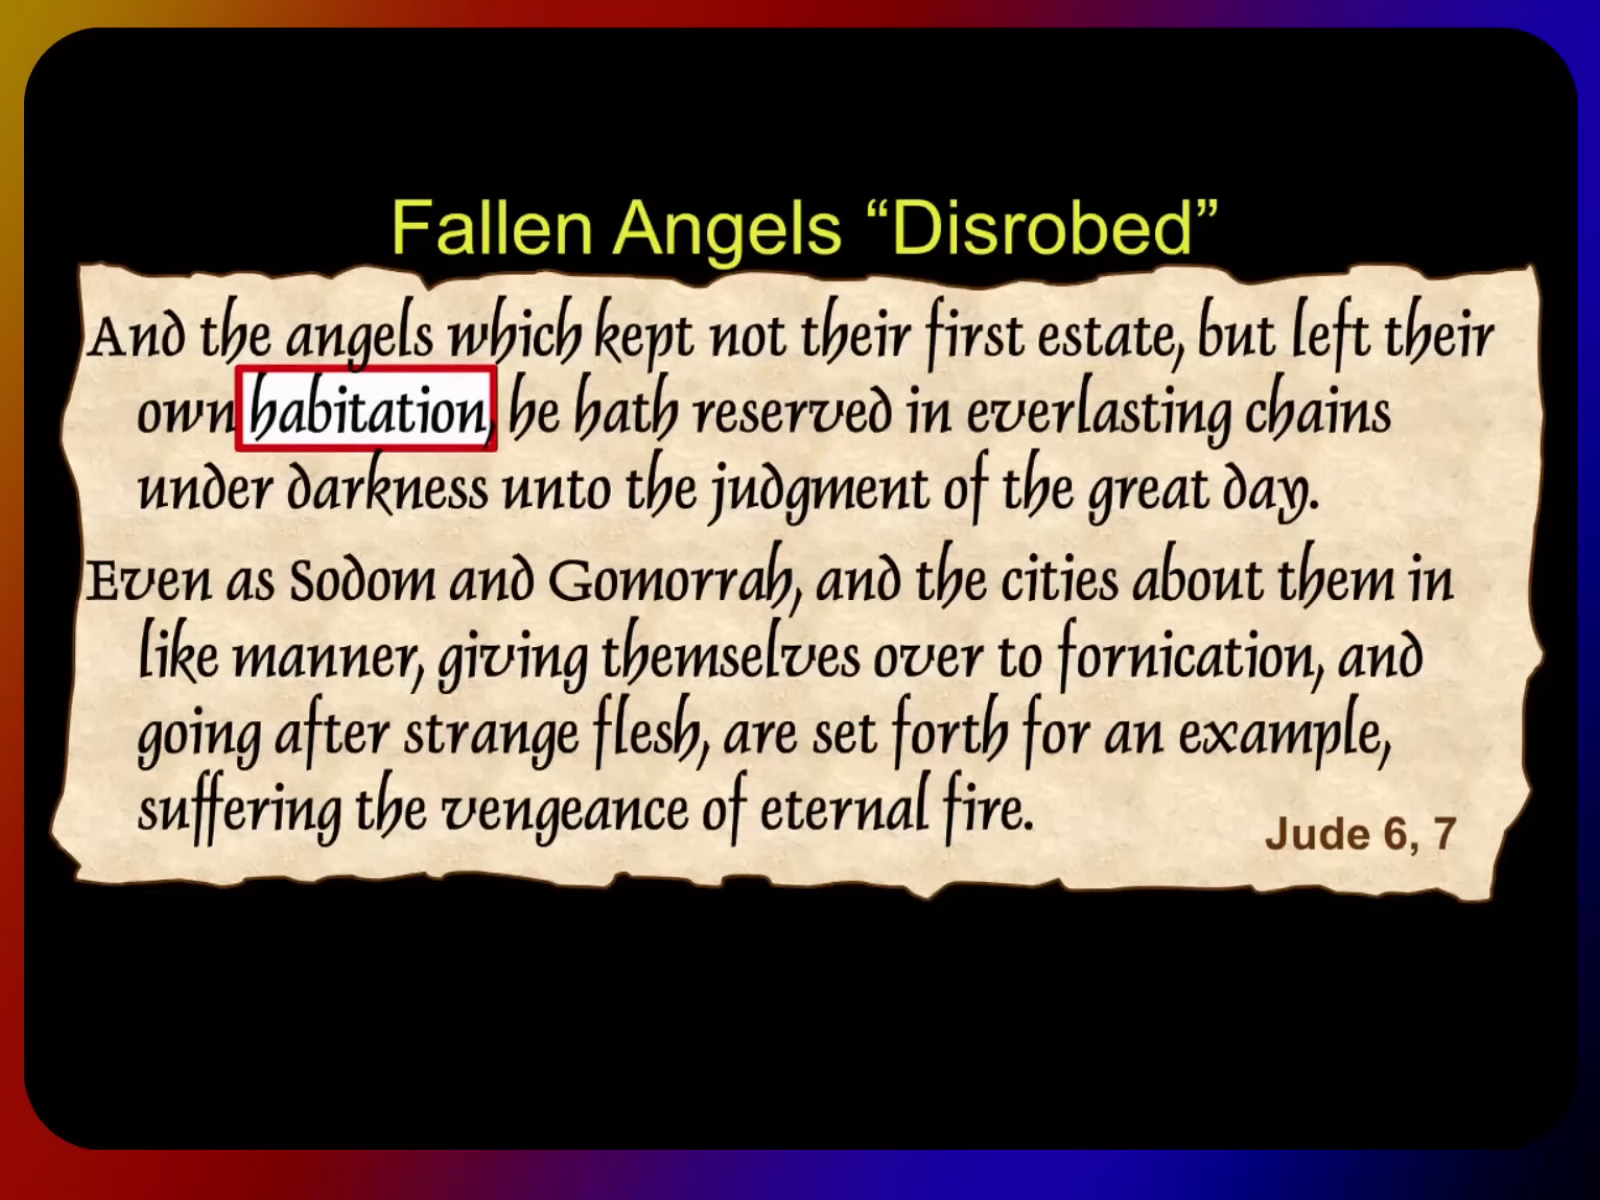 Fallen Angels “Disrobed”
And the angels which kept not their first estate, but left their
own habitation, he hath reserved in everlasting chains
under darkness unto the judgment of the great day.
Even as Sodom and Gomorrah, and the cities about them in
like manner, giving themselves over to fornication, and
going after strange flesh, are set forth for an example,
suffering the vengeance of eternal fire.
Jude 6, 7